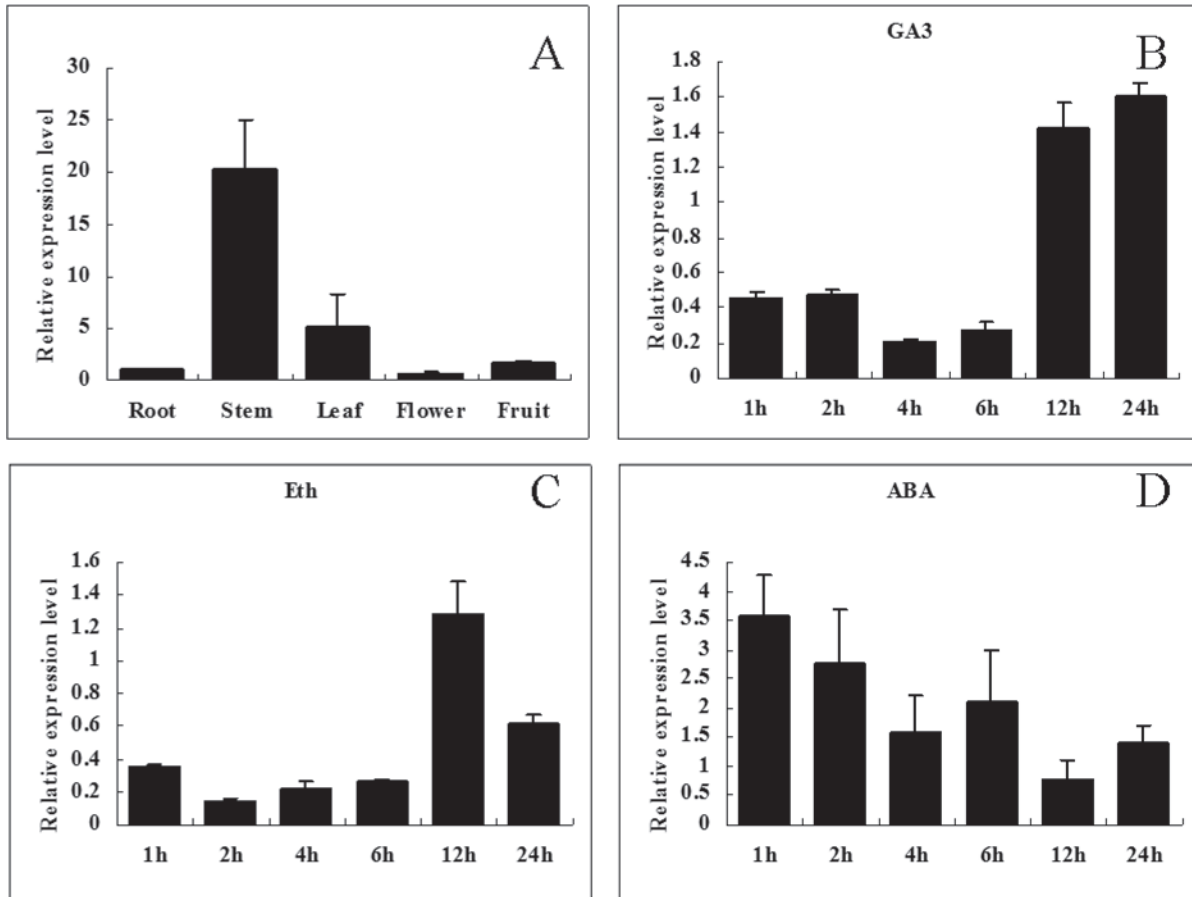 A
Relative expression level
30
25
20
15
10
5
0
Root Stem Leaf Flower Fruit
GA3
B
Relative expression level
1.8
1.6
1.4
1.2
1
0.8
0.6
0.4
0.2
0
1h 2h 4h 6h 12h 24h
Eth
C
Relative expression level
1.6
1.4
1.2
1
0.8
0.6
0.4
0.2
0
1h 2h 4h 6h 12h 24h
ABA
D
Relative expression level
4.5
4
3.5
3
2.5
2
1.5
1
0.5
0
1h 2h 4h 6h 12h 24h